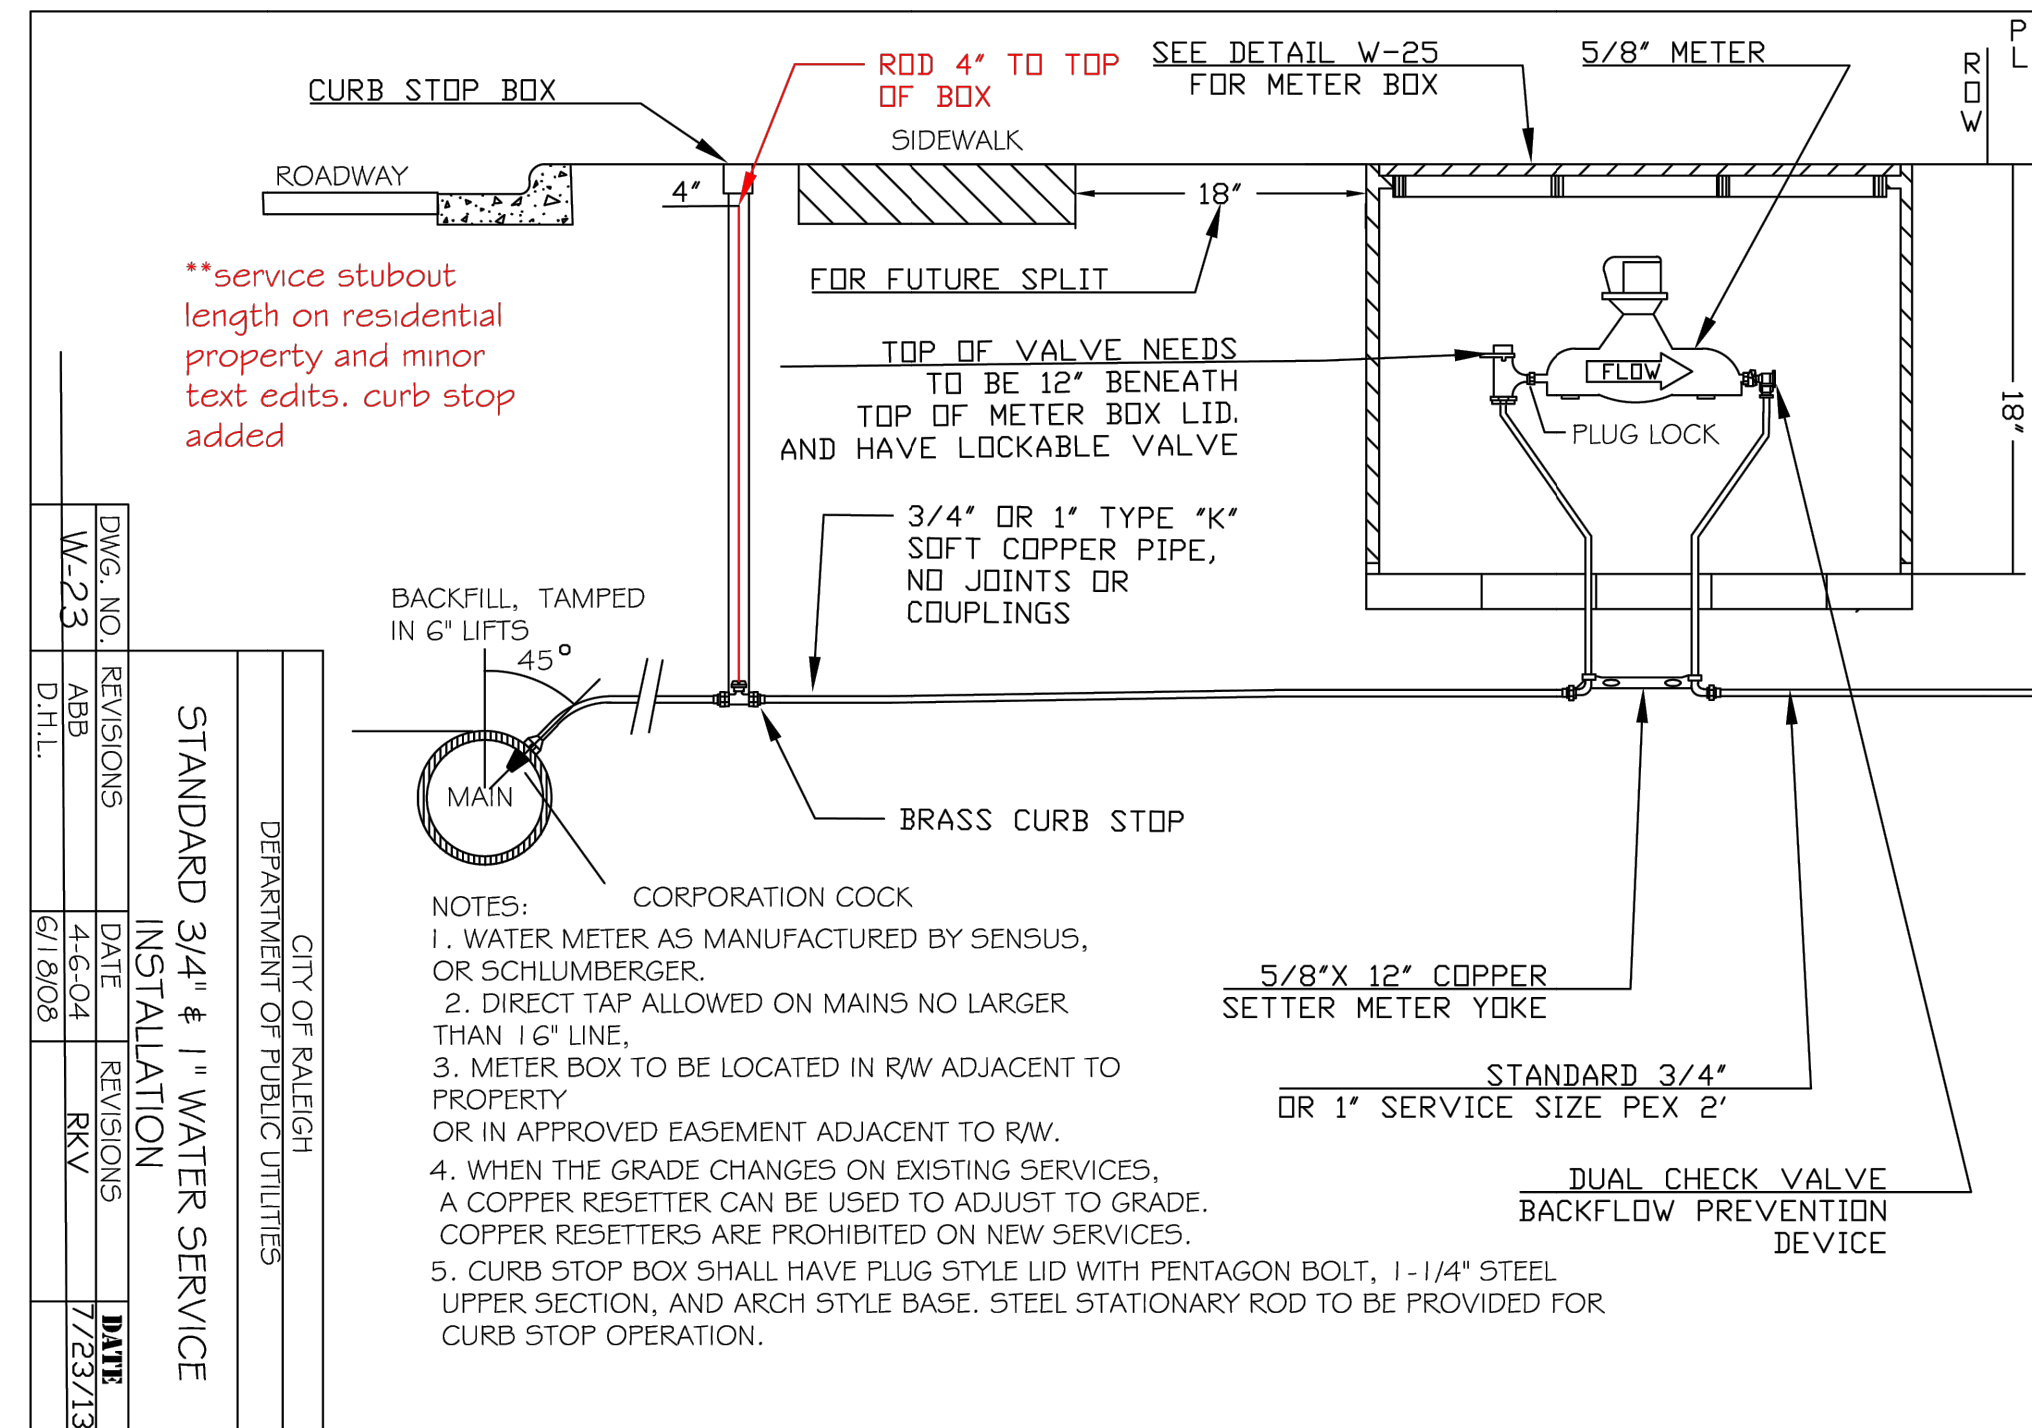 CURB STOP BOX
ROD 4" TO TOP
OF BOX
SEE DETAIL W-25
FOR METER BOX
5/8" METER
ROW
PL
SIDEWALK
ROADWAY
4"
18"
FOR FUTURE SPLIT
**service stubout
length on residential
property and minor
text edits. curb stop
added
TOP OF VALVE NEEDS
TO BE 12" BENEATH
TOP OF METER BOX LID.
AND HAVE LOCKABLE VALVE
FLOW
PLUG LOCK
18"
3/4" OR 1" TYPE "K"
SOFT COPPER PIPE,
NO JOINTS OR
COUPLINGS
BACKFILL, TAMPED
IN 6" LIFTS
45°
MAIN
BRASS CURB STOP
CORPORATION COCK
NOTES:
1. WATER METER AS MANUFACTURED BY SENSUS,
OR SCHLUMBERGER.
2. DIRECT TAP ALLOWED ON MAINS NO LARGER
THAN 16" LINE,
3. METER BOX TO BE LOCATED IN R/W ADJACENT TO
PROPERTY
OR IN APPROVED EASEMENT ADJACENT TO R/W.
4. WHEN THE GRADE CHANGES ON EXISTING SERVICES,
A COPPER RESETTER CAN BE USED TO ADJUST TO GRADE.
COPPER RESETTERS ARE PROHIBITED ON NEW SERVICES.
5. CURB STOP BOX SHALL HAVE PLUG STYLE LID WITH PENTAGON BOLT, 1-1/4" STEEL
UPPER SECTION, AND ARCH STYLE BASE. STEEL STATIONARY ROD TO BE PROVIDED FOR
CURB STOP OPERATION.
5/8"X 12" COPPER
SETTER METER YOKE
STANDARD 3/4"
OR 1" SERVICE SIZE PEX 2'
DUAL CHECK VALVE
BACKFLOW PREVENTION
DEVICE
CITY OF RALEIGH
DEPARTMENT OF PUBLIC UTILITIES
STANDARD 3/4" & 1" WATER SERVICE
INSTALLATION
DWG. NO. REVISIONS DATE REVISIONS DATE
W-23 ABB 4-6-04 RKV 7/23/13
D.H.L. 6/18/08